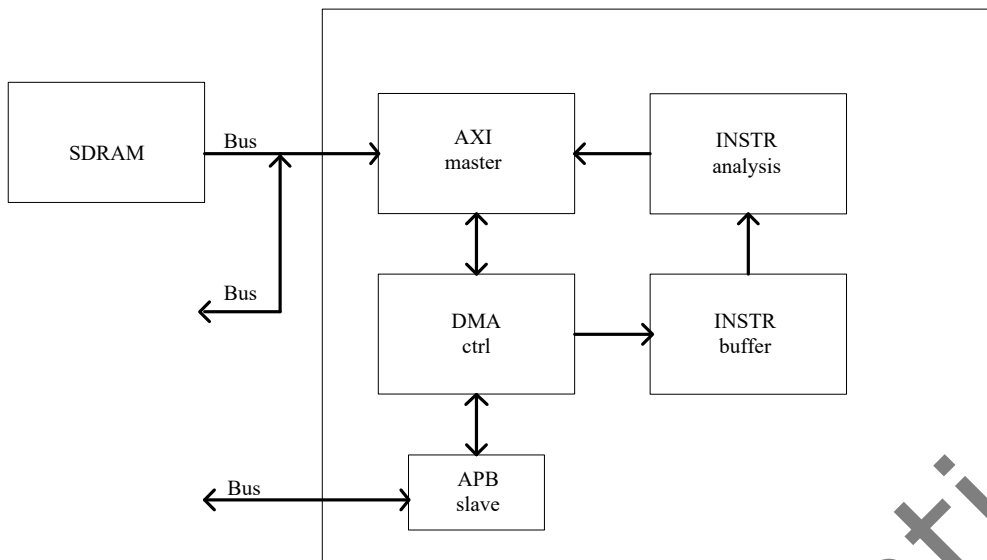 SDRAM
Bus
AXI
master
INSTR
analysis
Bus
DMA
ctrl
INSTR
buffer
Bus
APB
slave